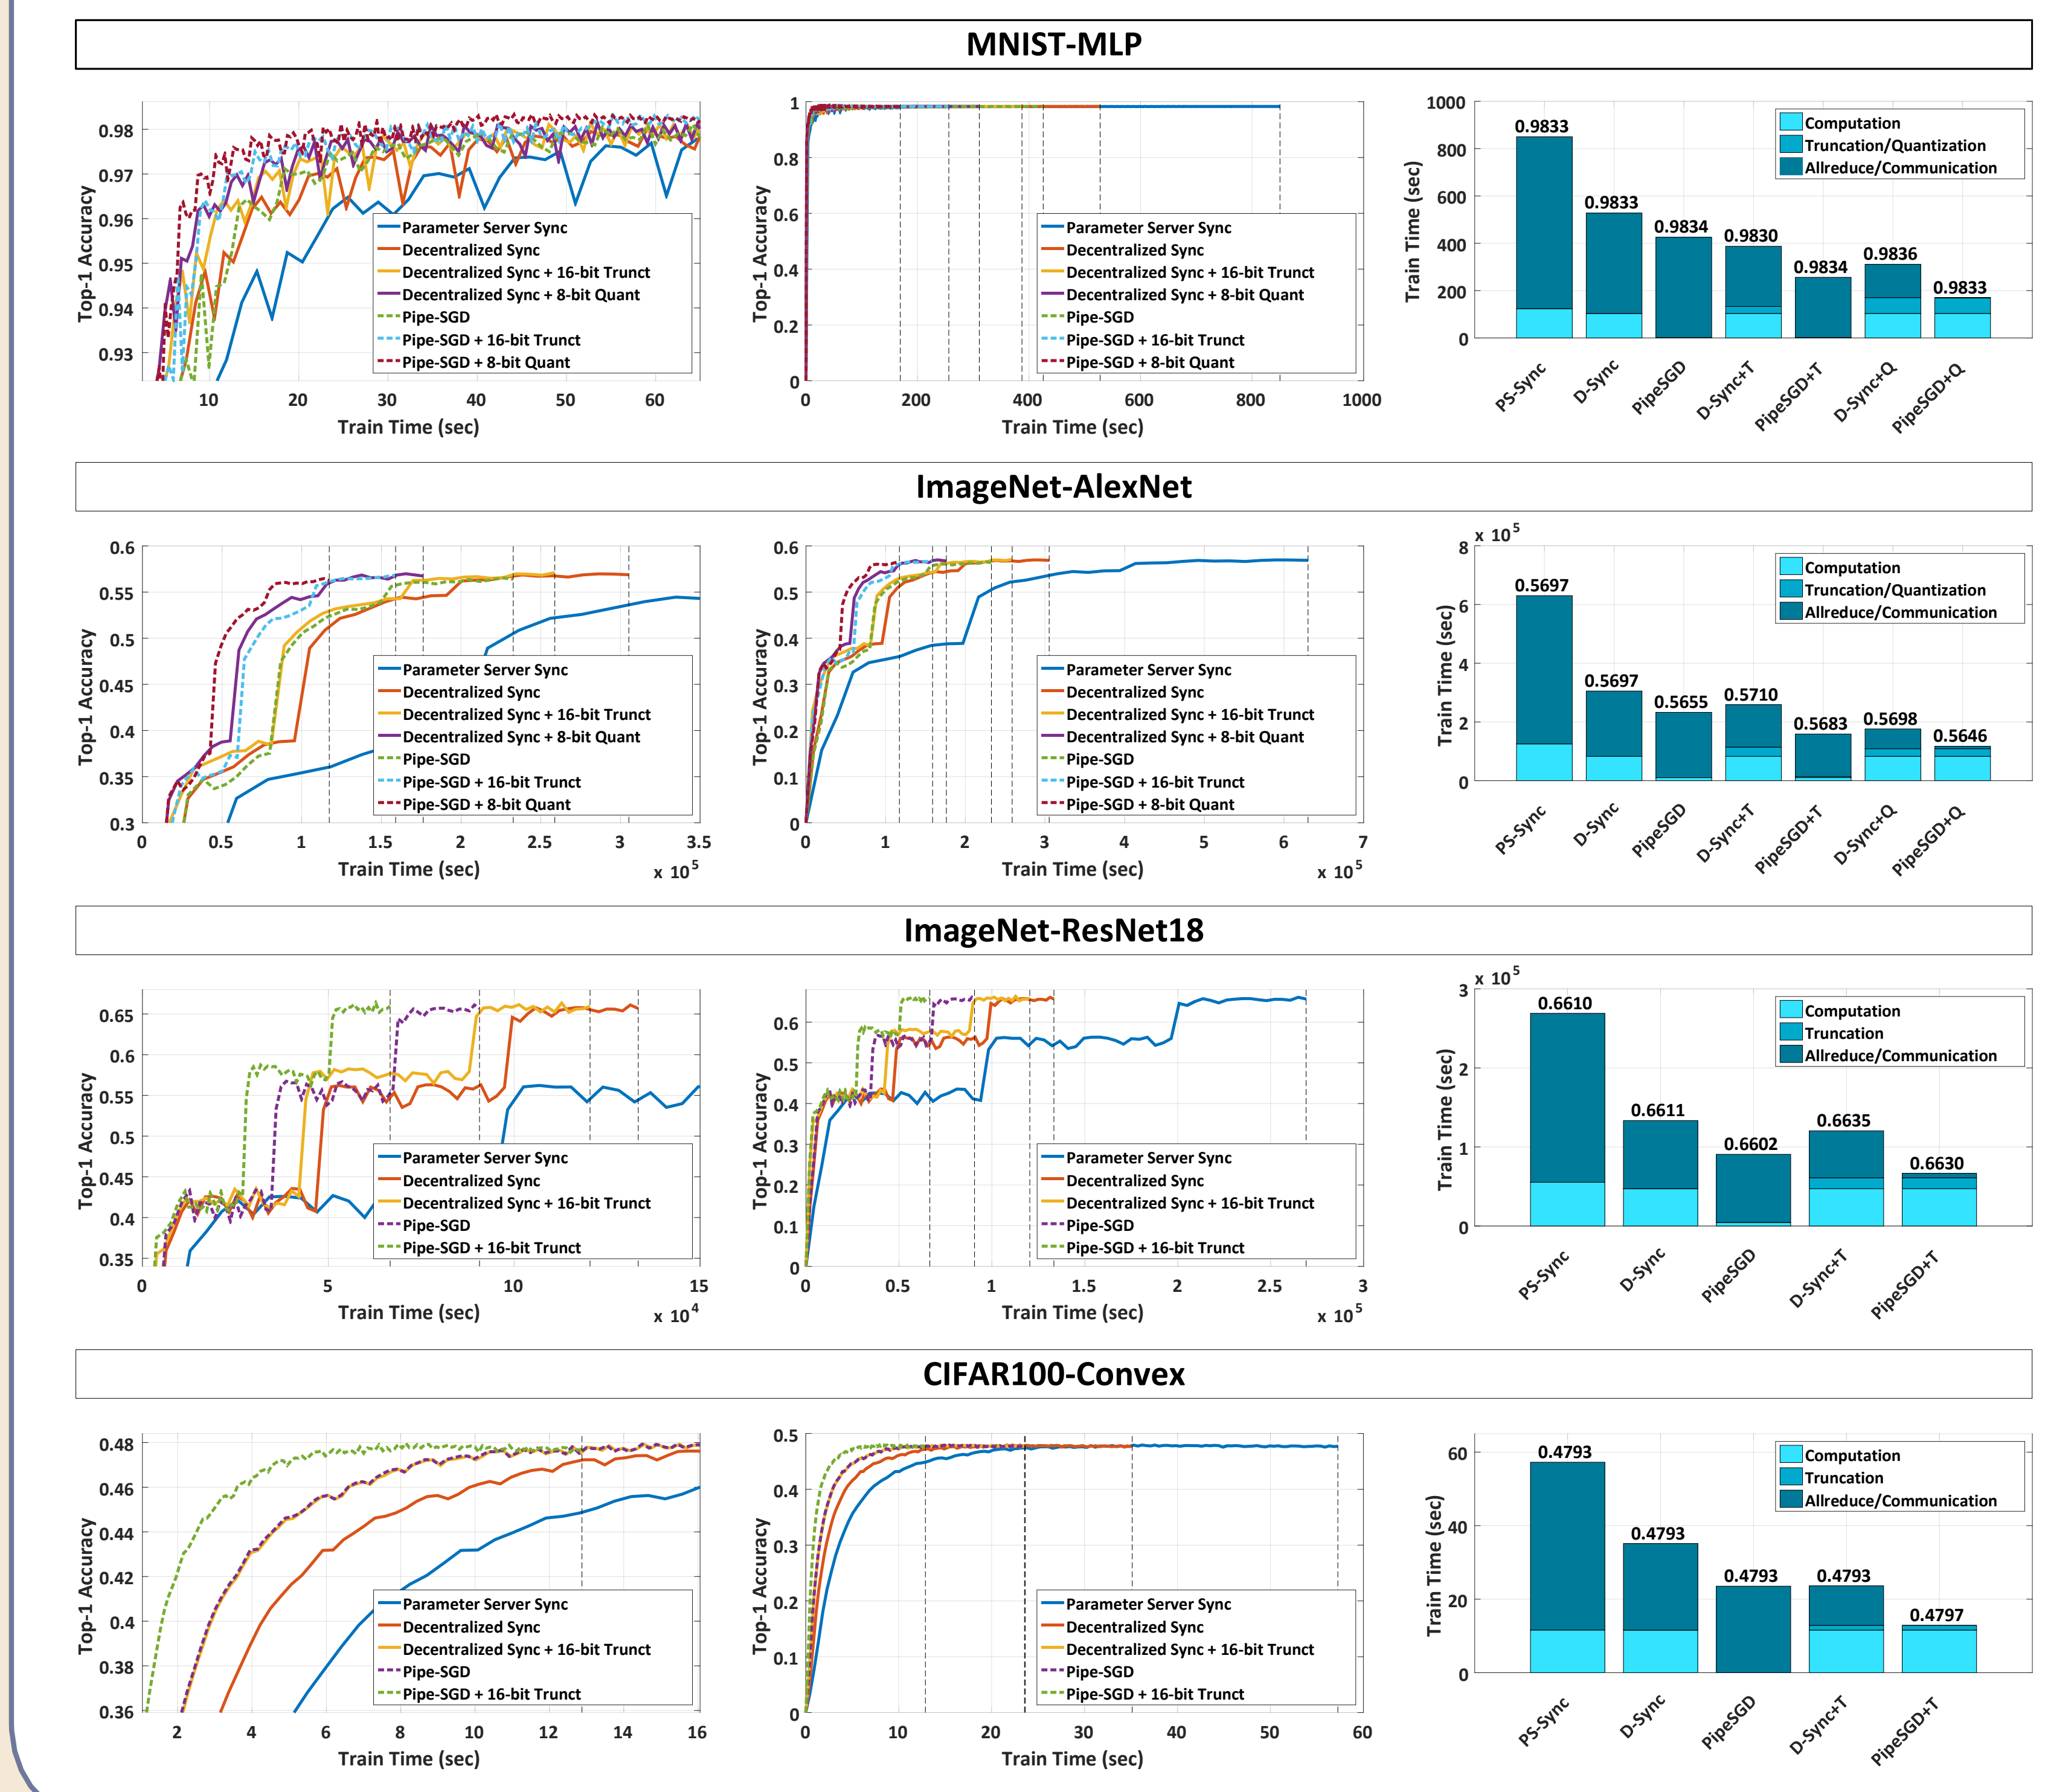 MNIST-MLP
0.98
0.97
0.96
0.95
0.94
0.93
Top-1 Accuracy
10 20 30 40 50 60
Train Time (sec)
Parameter Server Sync
Decentralized Sync
Decentralized Sync + 16-bit Trunct
Decentralized Sync + 8-bit Quant
Pipe-SGD
Pipe-SGD + 16-bit Trunct
Pipe-SGD + 8-bit Quant
1
0.8
0.6
0.4
0.2
0
Top-1 Accuracy
0 200 400 600 800 1000
Train Time (sec)
Parameter Server Sync
Decentralized Sync
Decentralized Sync + 16-bit Trunct
Decentralized Sync + 8-bit Quant
Pipe-SGD
Pipe-SGD + 16-bit Trunct
Pipe-SGD + 8-bit Quant
1000
800
600
400
200
0
Train Time (sec)
0.9833
0.9833
0.9834
0.9830
0.9834
0.9836
0.9833
Computation
Truncation/Quantization
Allreduce/Communication
PS-Sync
D-Sync
PipeSGD
D-Sync+T
PipeSGD+T
D-Sync+Q
PipeSGD+Q
ImageNet-AlexNet
0.6
0.55
0.5
0.45
0.4
0.35
0.3
Top-1 Accuracy
0 0.5 1 1.5 2 2.5 3 3.5
Train Time (sec)
x 10^5
Parameter Server Sync
Decentralized Sync
Decentralized Sync + 16-bit Trunct
Decentralized Sync + 8-bit Quant
Pipe-SGD
Pipe-SGD + 16-bit Trunct
Pipe-SGD + 8-bit Quant
0.6
0.5
0.4
0.3
0.2
0.1
0
Top-1 Accuracy
0 1 2 3 4 5 6 7
Train Time (sec)
x 10^5
Parameter Server Sync
Decentralized Sync
Decentralized Sync + 16-bit Trunct
Decentralized Sync + 8-bit Quant
Pipe-SGD
Pipe-SGD + 16-bit Trunct
Pipe-SGD + 8-bit Quant
x 10^5
8
6
4
2
0
Train Time (sec)
0.5697
0.5697
0.5655
0.5710
0.5683
0.5698
0.5646
Computation
Truncation/Quantization
Allreduce/Communication
PS-Sync
D-Sync
PipeSGD
D-Sync+T
PipeSGD+T
D-Sync+Q
PipeSGD+Q
ImageNet-ResNet18
0.65
0.6
0.55
0.5
0.45
0.4
0.35
Top-1 Accuracy
0 5 10 15
Train Time (sec)
x 10^4
Parameter Server Sync
Decentralized Sync
Decentralized Sync + 16-bit Trunct
Pipe-SGD
Pipe-SGD + 16-bit Trunct
0.6
0.5
0.4
0.3
0.2
0.1
0
Top-1 Accuracy
0 0.5 1 1.5 2 2.5 3
Train Time (sec)
x 10^5
Parameter Server Sync
Decentralized Sync
Decentralized Sync + 16-bit Trunct
Pipe-SGD
Pipe-SGD + 16-bit Trunct
x 10^5
3
2
1
0
Train Time (sec)
0.6610
0.6611
0.6602
0.6635
0.6630
Computation
Truncation
Allreduce/Communication
PS-Sync
D-Sync
PipeSGD
D-Sync+T
PipeSGD+T
CIFAR100-Convex
0.48
0.46
0.44
0.42
0.4
0.38
0.36
Top-1 Accuracy
2 4 6 8 10 12 14 16
Train Time (sec)
Parameter Server Sync
Decentralized Sync
Decentralized Sync + 16-bit Trunct
Pipe-SGD
Pipe-SGD + 16-bit Trunct
0.5
0.4
0.3
0.2
0.1
0
Top-1 Accuracy
0 10 20 30 40 50 60
Train Time (sec)
Parameter Server Sync
Decentralized Sync
Decentralized Sync + 16-bit Trunct
Pipe-SGD
Pipe-SGD + 16-bit Trunct
60
40
20
0
Train Time (sec)
0.4793
0.4793
0.4793
0.4793
0.4797
Computation
Truncation
Allreduce/Communication
PS-Sync
D-Sync
PipeSGD
D-Sync+T
PipeSGD+T